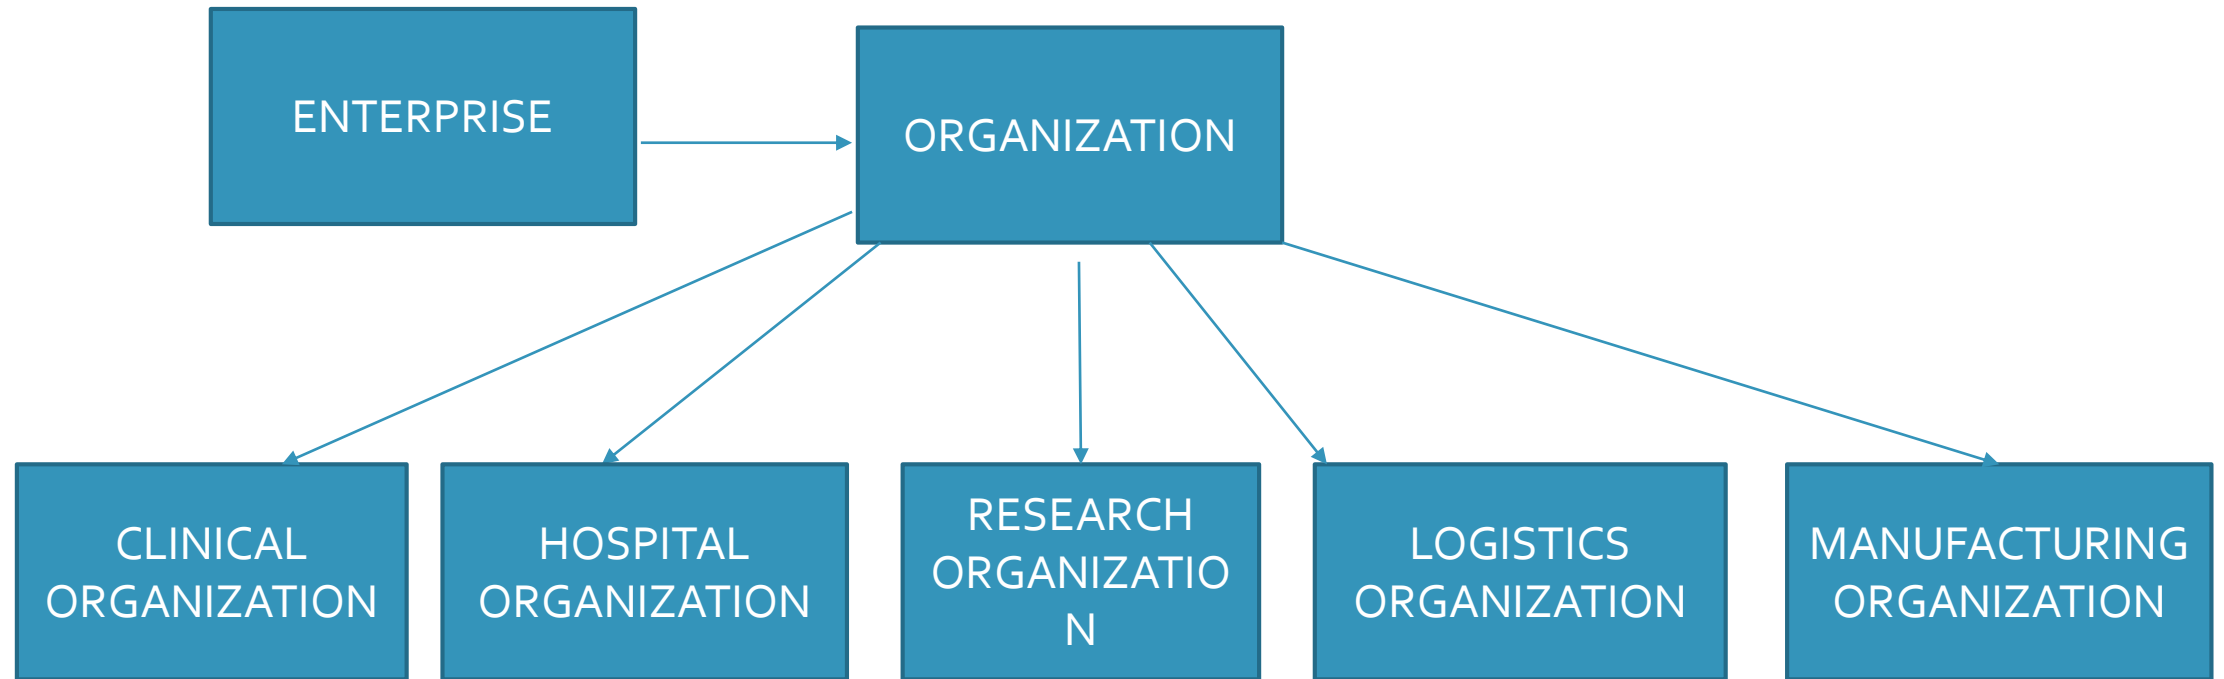 ENTERPRISE
ORGANIZATION
CLINICAL
ORGANIZATION
HOSPITAL
ORGANIZATION
RESEARCH
ORGANIZATIO
N
LOGISTICS
ORGANIZATION
MANUFACTURING
ORGANIZATION